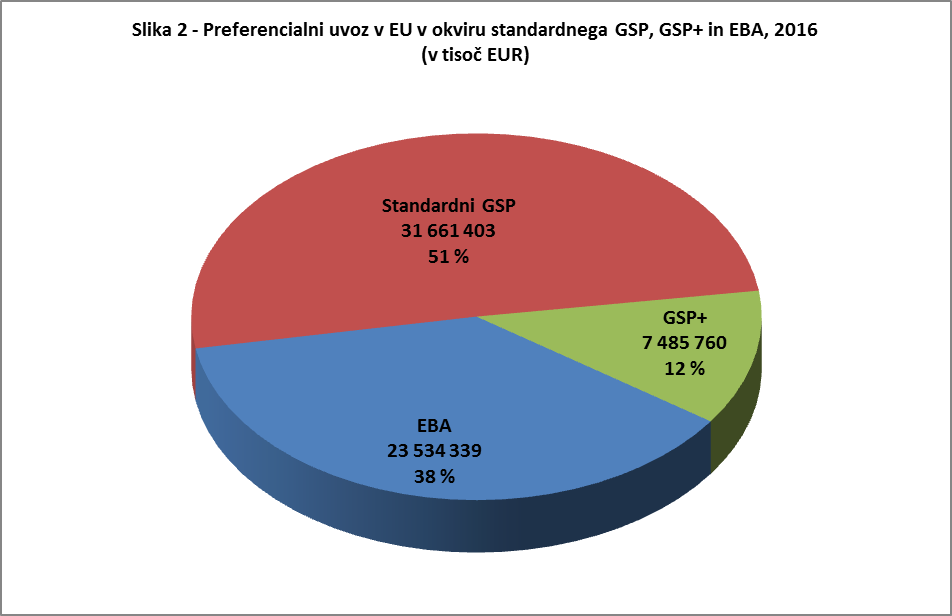 Slika 2 - Preferencialni uvoz v EU v okviru standardnega GSP, GSP+ in EBA, 2016
(v tisoč EUR)
Standardni GSP
31 661 403
51 %
GSP+
7 485 760
12 %
EBA
23 534 339
38 %